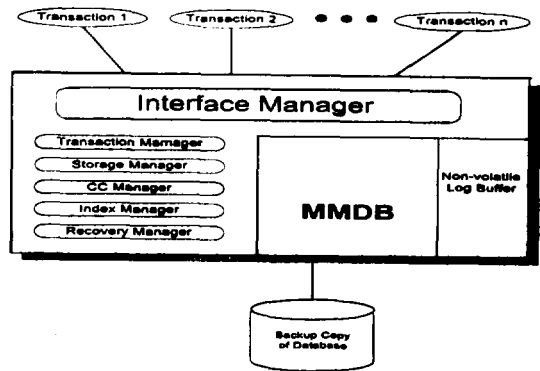 Transaction 1
Transaction 2
Transaction n
Interface Manager
Transaction Mamager
Storage Manager
CC Manager
Index Manager
Recovery Manager
MMDB
Non-volatile
Log Buffer
Backup Copy
of Database